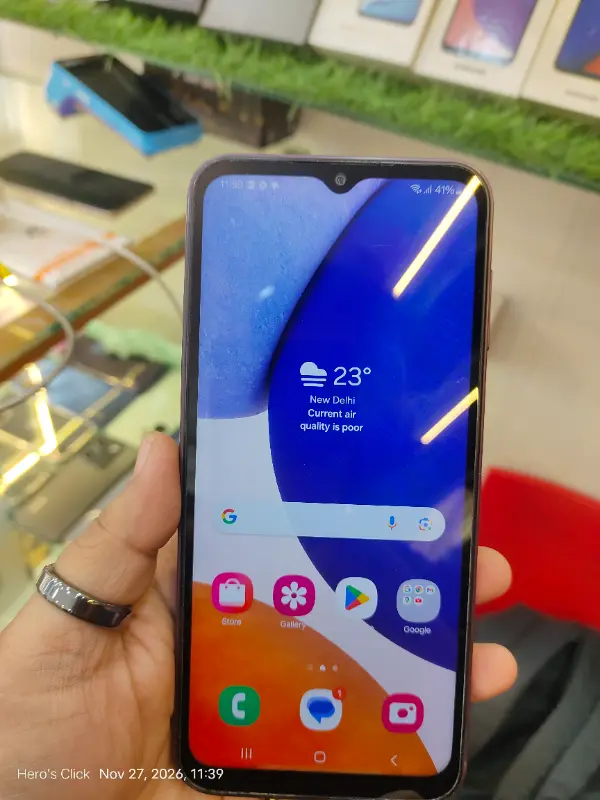 41%
23°
New Delhi
Current air
quality is poor
Store
Gallery
Google
1
Hero's Click Nov 27, 2026, 11:39